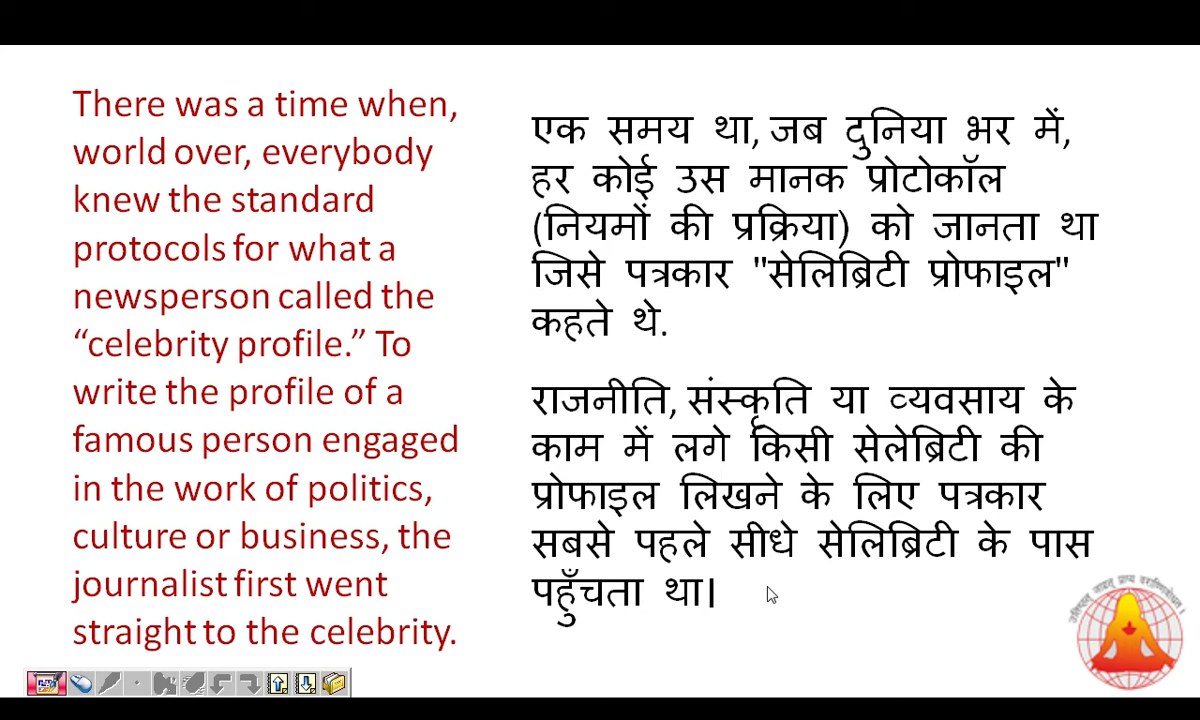 There was a time when,
world over, everybody
knew the standard
protocols for what a
newsperson called the
“celebrity profile.” To
write the profile of a
famous person engaged
in the work of politics,
culture or business, the
journalist first went
straight to the celebrity.
एक समय था, जब दुनिया भर में,
हर कोई उस मानक प्रोटोकॉल
(नियमों की प्रक्रिया) को जानता था
जिसे पत्रकार "सेलिब्रिटी प्रोफाइल"
कहते थे.
राजनीति, संस्कृति या व्यवसाय के
काम में लगे किसी सेलेब्रिटी की
प्रोफाइल लिखने के लिए पत्रकार
सबसे पहले सीधे सेलिब्रिटी के पास
पहुँचता था।